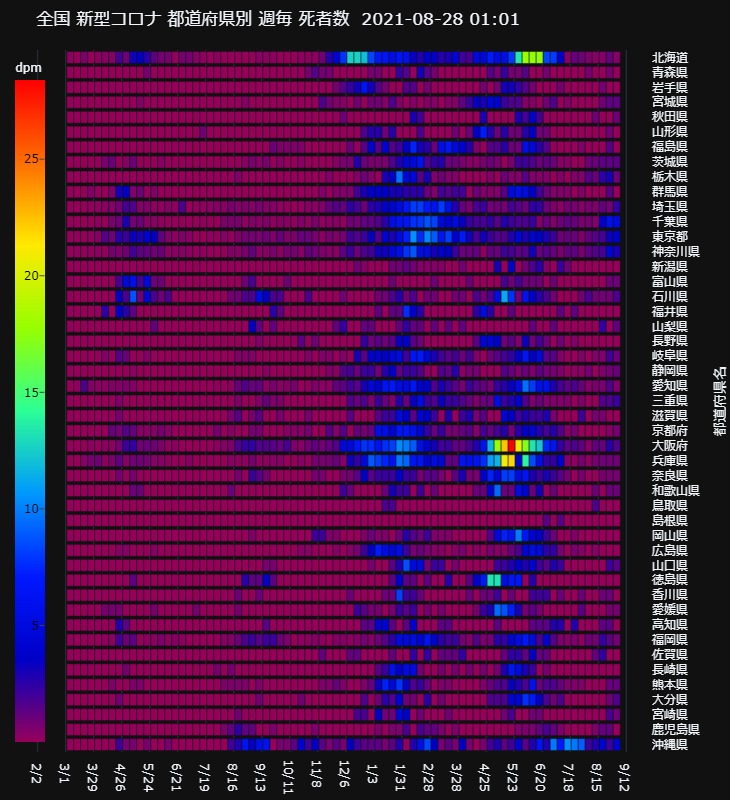 全国 新型コロナ 都道府県別 週毎 死者数 2021-08-28 01:01
dpm
25
20
15
10
5
北海道
青森県
岩手県
宮城県
秋田県
山形県
福島県
茨城県
栃木県
群馬県
埼玉県
千葉県
東京都
神奈川県
新潟県
富山県
石川県
福井県
山梨県
長野県
岐阜県
静岡県
愛知県
三重県
滋賀県
京都府
大阪府
兵庫県
奈良県
和歌山県
鳥取県
島根県
岡山県
広島県
山口県
徳島県
香川県
愛媛県
高知県
福岡県
佐賀県
長崎県
熊本県
大分県
宮崎県
鹿児島県
沖縄県
都道府県名
2/2
3/1
3/29
4/26
5/24
6/21
7/19
8/16
9/13
10/11
11/8
12/6
1/3
1/31
2/28
3/28
4/25
5/23
6/20
7/18
8/15
9/12